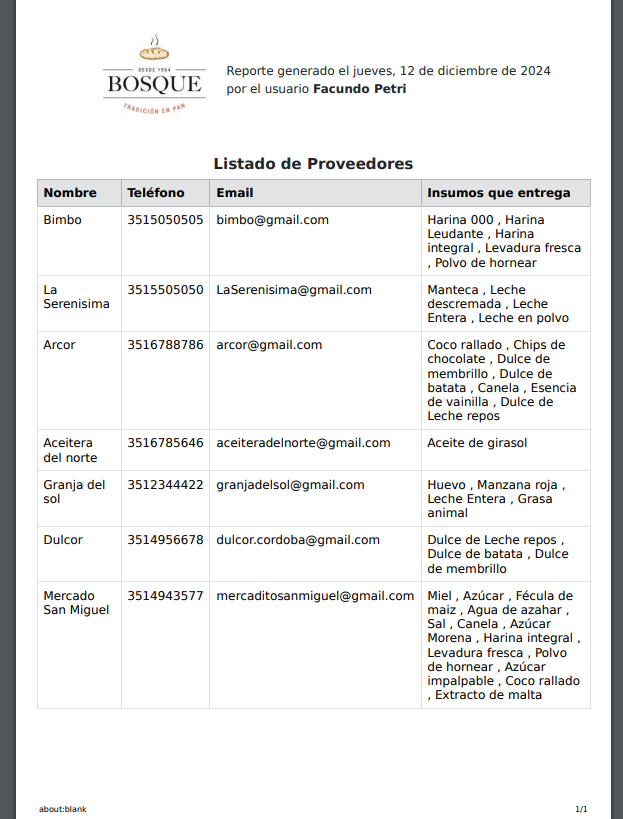 DESDE 1964
BOSQUE
TRADICIÓN EN PAN
Reporte generado el jueves, 12 de diciembre de 2024
por el usuario Facundo Petri
Listado de Proveedores
Nombre Teléfono Email Insumos que entrega
Bimbo 3515050505 bimbo@gmail.com Harina 000 , Harina
Leudante , Harina
integral , Levadura fresca
, Polvo de hornear
La 3515505050 LaSerenisima@gmail.com Manteca , Leche
Serenisima descremada , Leche
Entera , Leche en polvo
Arcor 3516788786 arcor@gmail.com Coco rallado , Chips de
chocolate , Dulce de
membrillo , Dulce de
batata , Canela , Esencia
de vainilla , Dulce de
Leche repos
Aceitera 3516785646 aceiteradelnorte@gmail.com Aceite de girasol
del norte
Granja del 3512344422 granjadelsol@gmail.com Huevo , Manzana roja ,
sol Leche Entera , Grasa
animal
Dulcor 3514956678 dulcor.cordoba@gmail.com Dulce de Leche repos ,
Dulce de batata , Dulce
de membrillo
Mercado 3514943577 mercaditosanmiguel@gmail.com Miel , Azúcar , Fécula de
San Miguel maiz , Agua de azahar ,
Sal , Canela , Azúcar
Morena , Harina integral ,
Levadura fresca , Polvo
de hornear , Azúcar
impalpable , Coco rallado
, Extracto de malta
about:blank 1/1